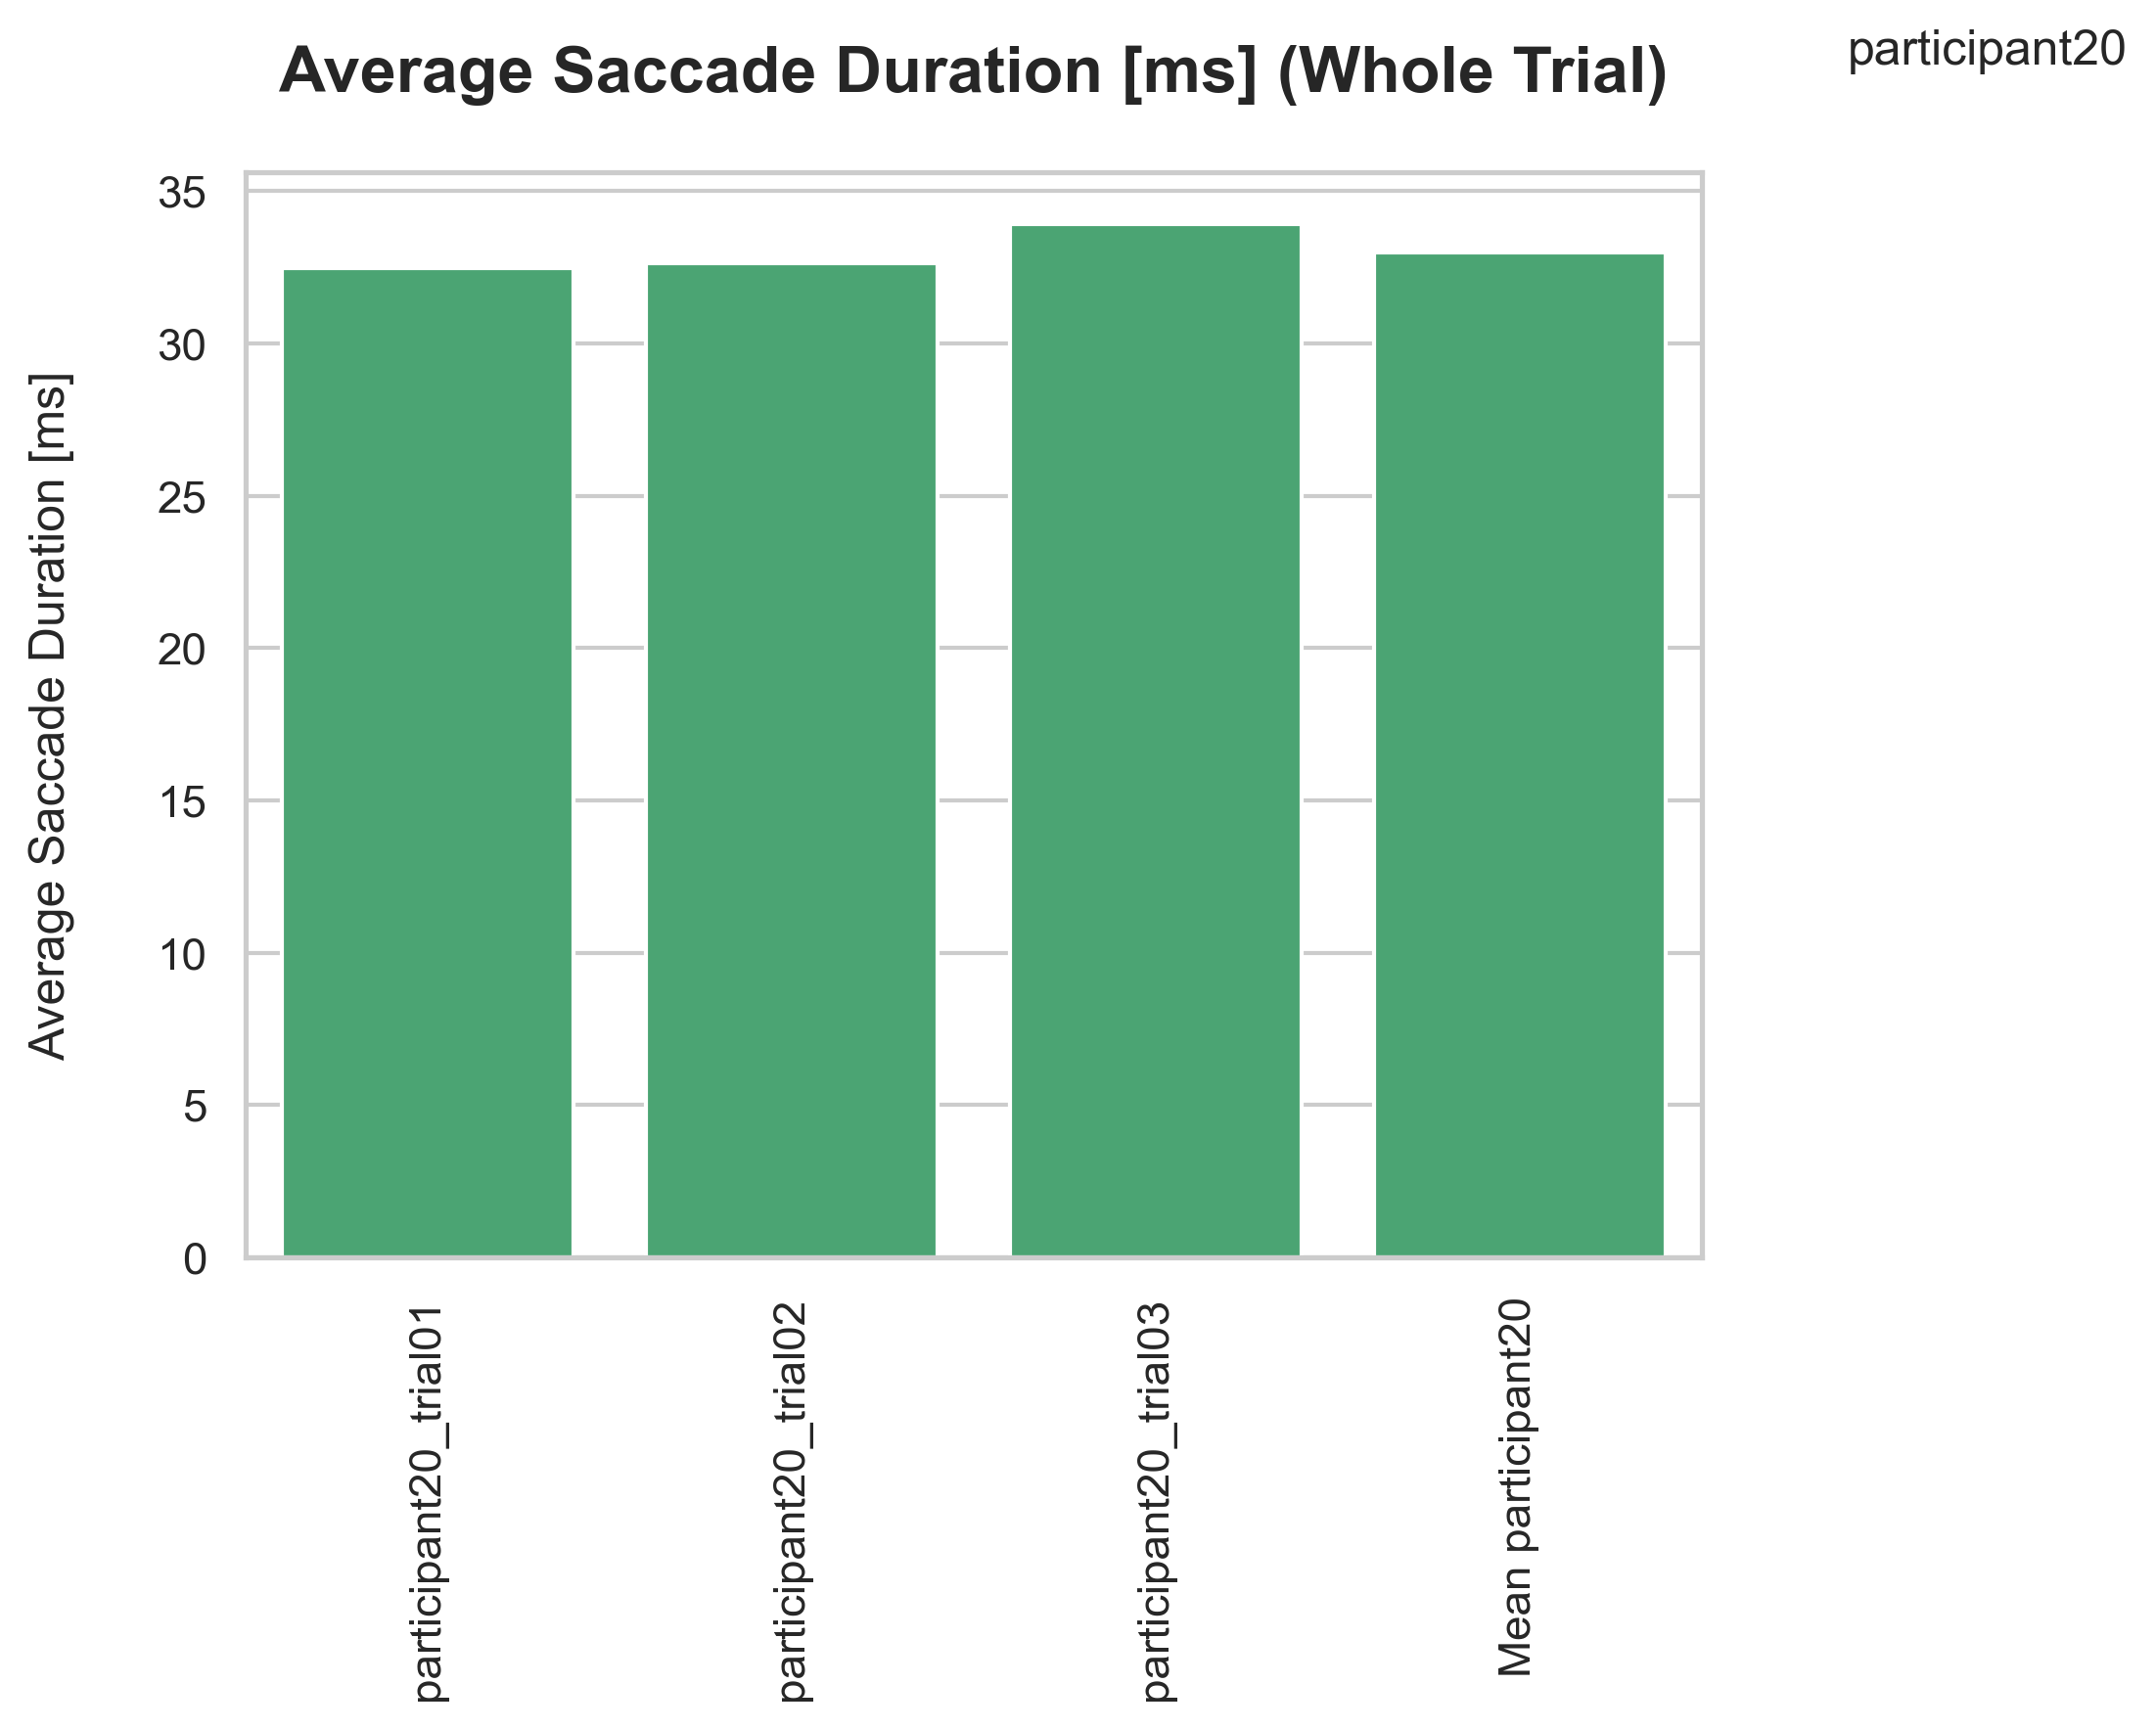 participant20
Average Saccade Duration [ms] (Whole Trial)
Average Saccade Duration [ms]
35
30
25
20
15
10
5
0
participant20_trial01
participant20_trial02
participant20_trial03
Mean participant20